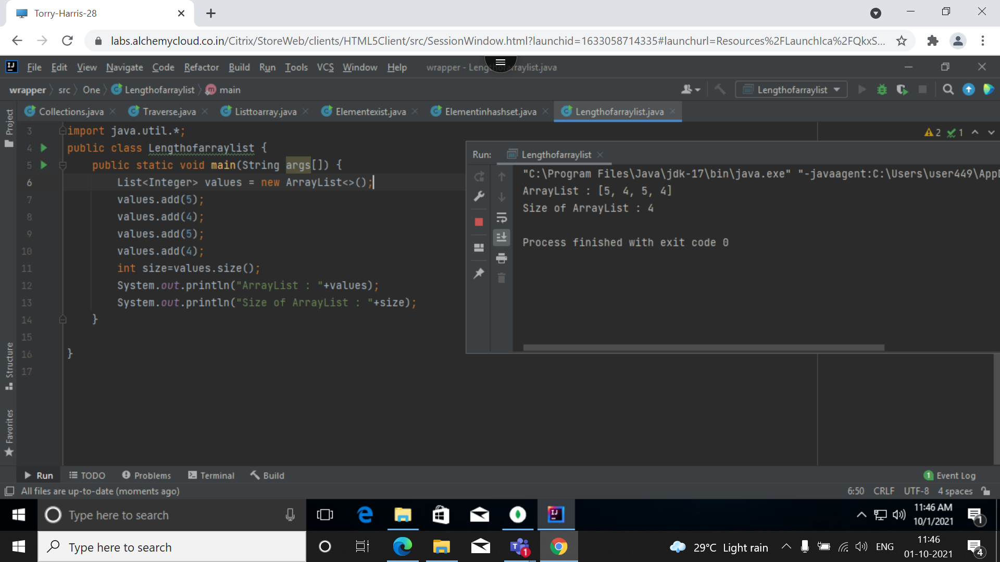 Torry-Harris-28
labs.alchemycloud.co.in/Citrix/StoreWeb/clients/HTML5Client/src/SessionWindow.html?launchid=1633058714335#launchurl=Resources%2FLaunchIca%2FQkxS...
File Edit View Navigate Code Refactor Build Run Tools VCS Window Help wrapper - Lengthofarraylist.java
wrapper src One Lengthofarraylist main
Lengthofarraylist
Collections.java Traverse.java Listtoarray.java Elementexist.java Elementinhashset.java Lengthofarraylist.java
Project
Structure
Favorites
3 import java.util.*;
4 public class Lengthofarraylist {
5 public static void main(String args[]) {
6 List<Integer> values = new ArrayList<>();
7 values.add(5);
8 values.add(4);
9 values.add(5);
10 values.add(4);
11 int size=values.size();
12 System.out.println("ArrayList : "+values);
13 System.out.println("Size of ArrayList : "+size);
14 }
15
16 }
17
2 1
Run: Lengthofarraylist
"C:\Program Files\Java\jdk-17\bin\java.exe" "-javaagent:C:\Users\user449\AppD
ArrayList : [5, 4, 5, 4]
Size of ArrayList : 4
Process finished with exit code 0
Run TODO Problems Terminal Build 1 Event Log
All files are up-to-date (moments ago) 6:50 CRLF UTF-8 4 spaces
Type here to search
11:46 AM
10/1/2021
1
Type here to search
1
29°C Light rain
ENG
11:46
01-10-2021
4